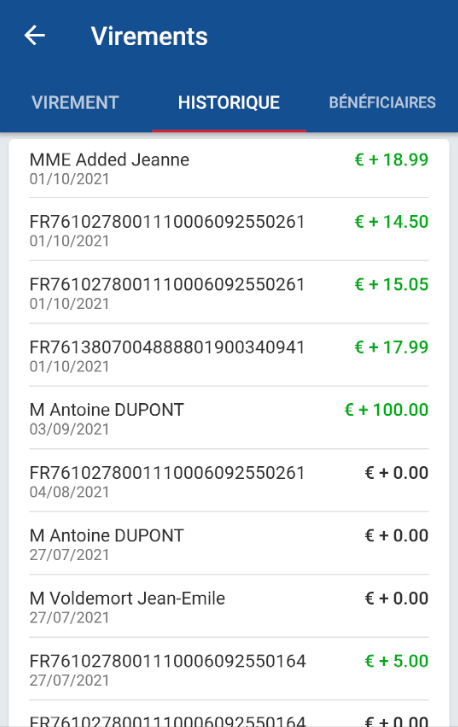 Virements
VIREMENT HISTORIQUE BÉNÉFICIAIRES
MME Added Jeanne € + 18.99
01/10/2021
FR7610278001110006092550261 € + 14.50
01/10/2021
FR7610278001110006092550261 € + 15.05
01/10/2021
FR7613807004888801900340941 € + 17.99
01/10/2021
M Antoine DUPONT € + 100.00
03/09/2021
FR7610278001110006092550261 € + 0.00
04/08/2021
M Antoine DUPONT € + 0.00
27/07/2021
M Voldemort Jean-Emile € + 0.00
27/07/2021
FR7610278001110006092550164 € + 5.00
27/07/2021
FR7610278001110006092550164 € + 0.00